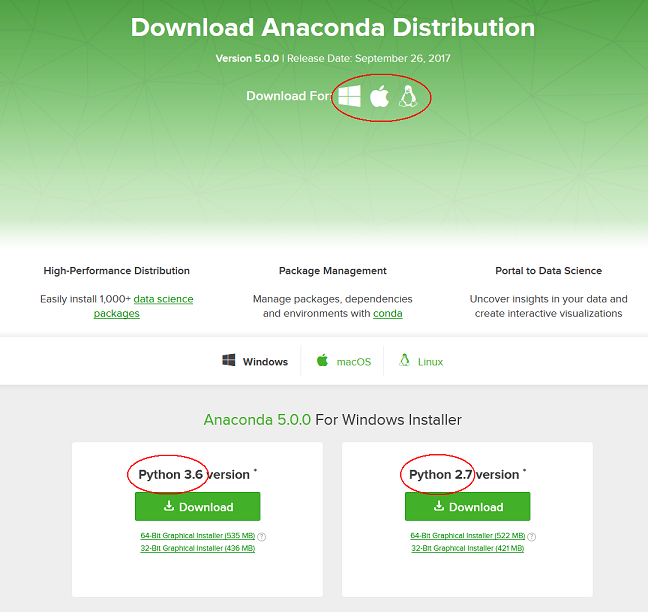 Download Anaconda Distribution
Version 5.0.0 | Release Date: September 26, 2017
Download For:
High-Performance Distribution
Easily install 1,000+ data science
packages
Package Management
Manage packages, dependencies
and environments with conda
Portal to Data Science
Uncover insights in your data and
create interactive visualizations
Windows
macOS
Linux
Anaconda 5.0.0 For Windows Installer
Python 3.6 version *
Download
64-Bit Graphical Installer (535 MB) ?
32-Bit Graphical Installer (436 MB)
Python 2.7 version *
Download
64-Bit Graphical Installer (522 MB) ?
32-Bit Graphical Installer (421 MB)